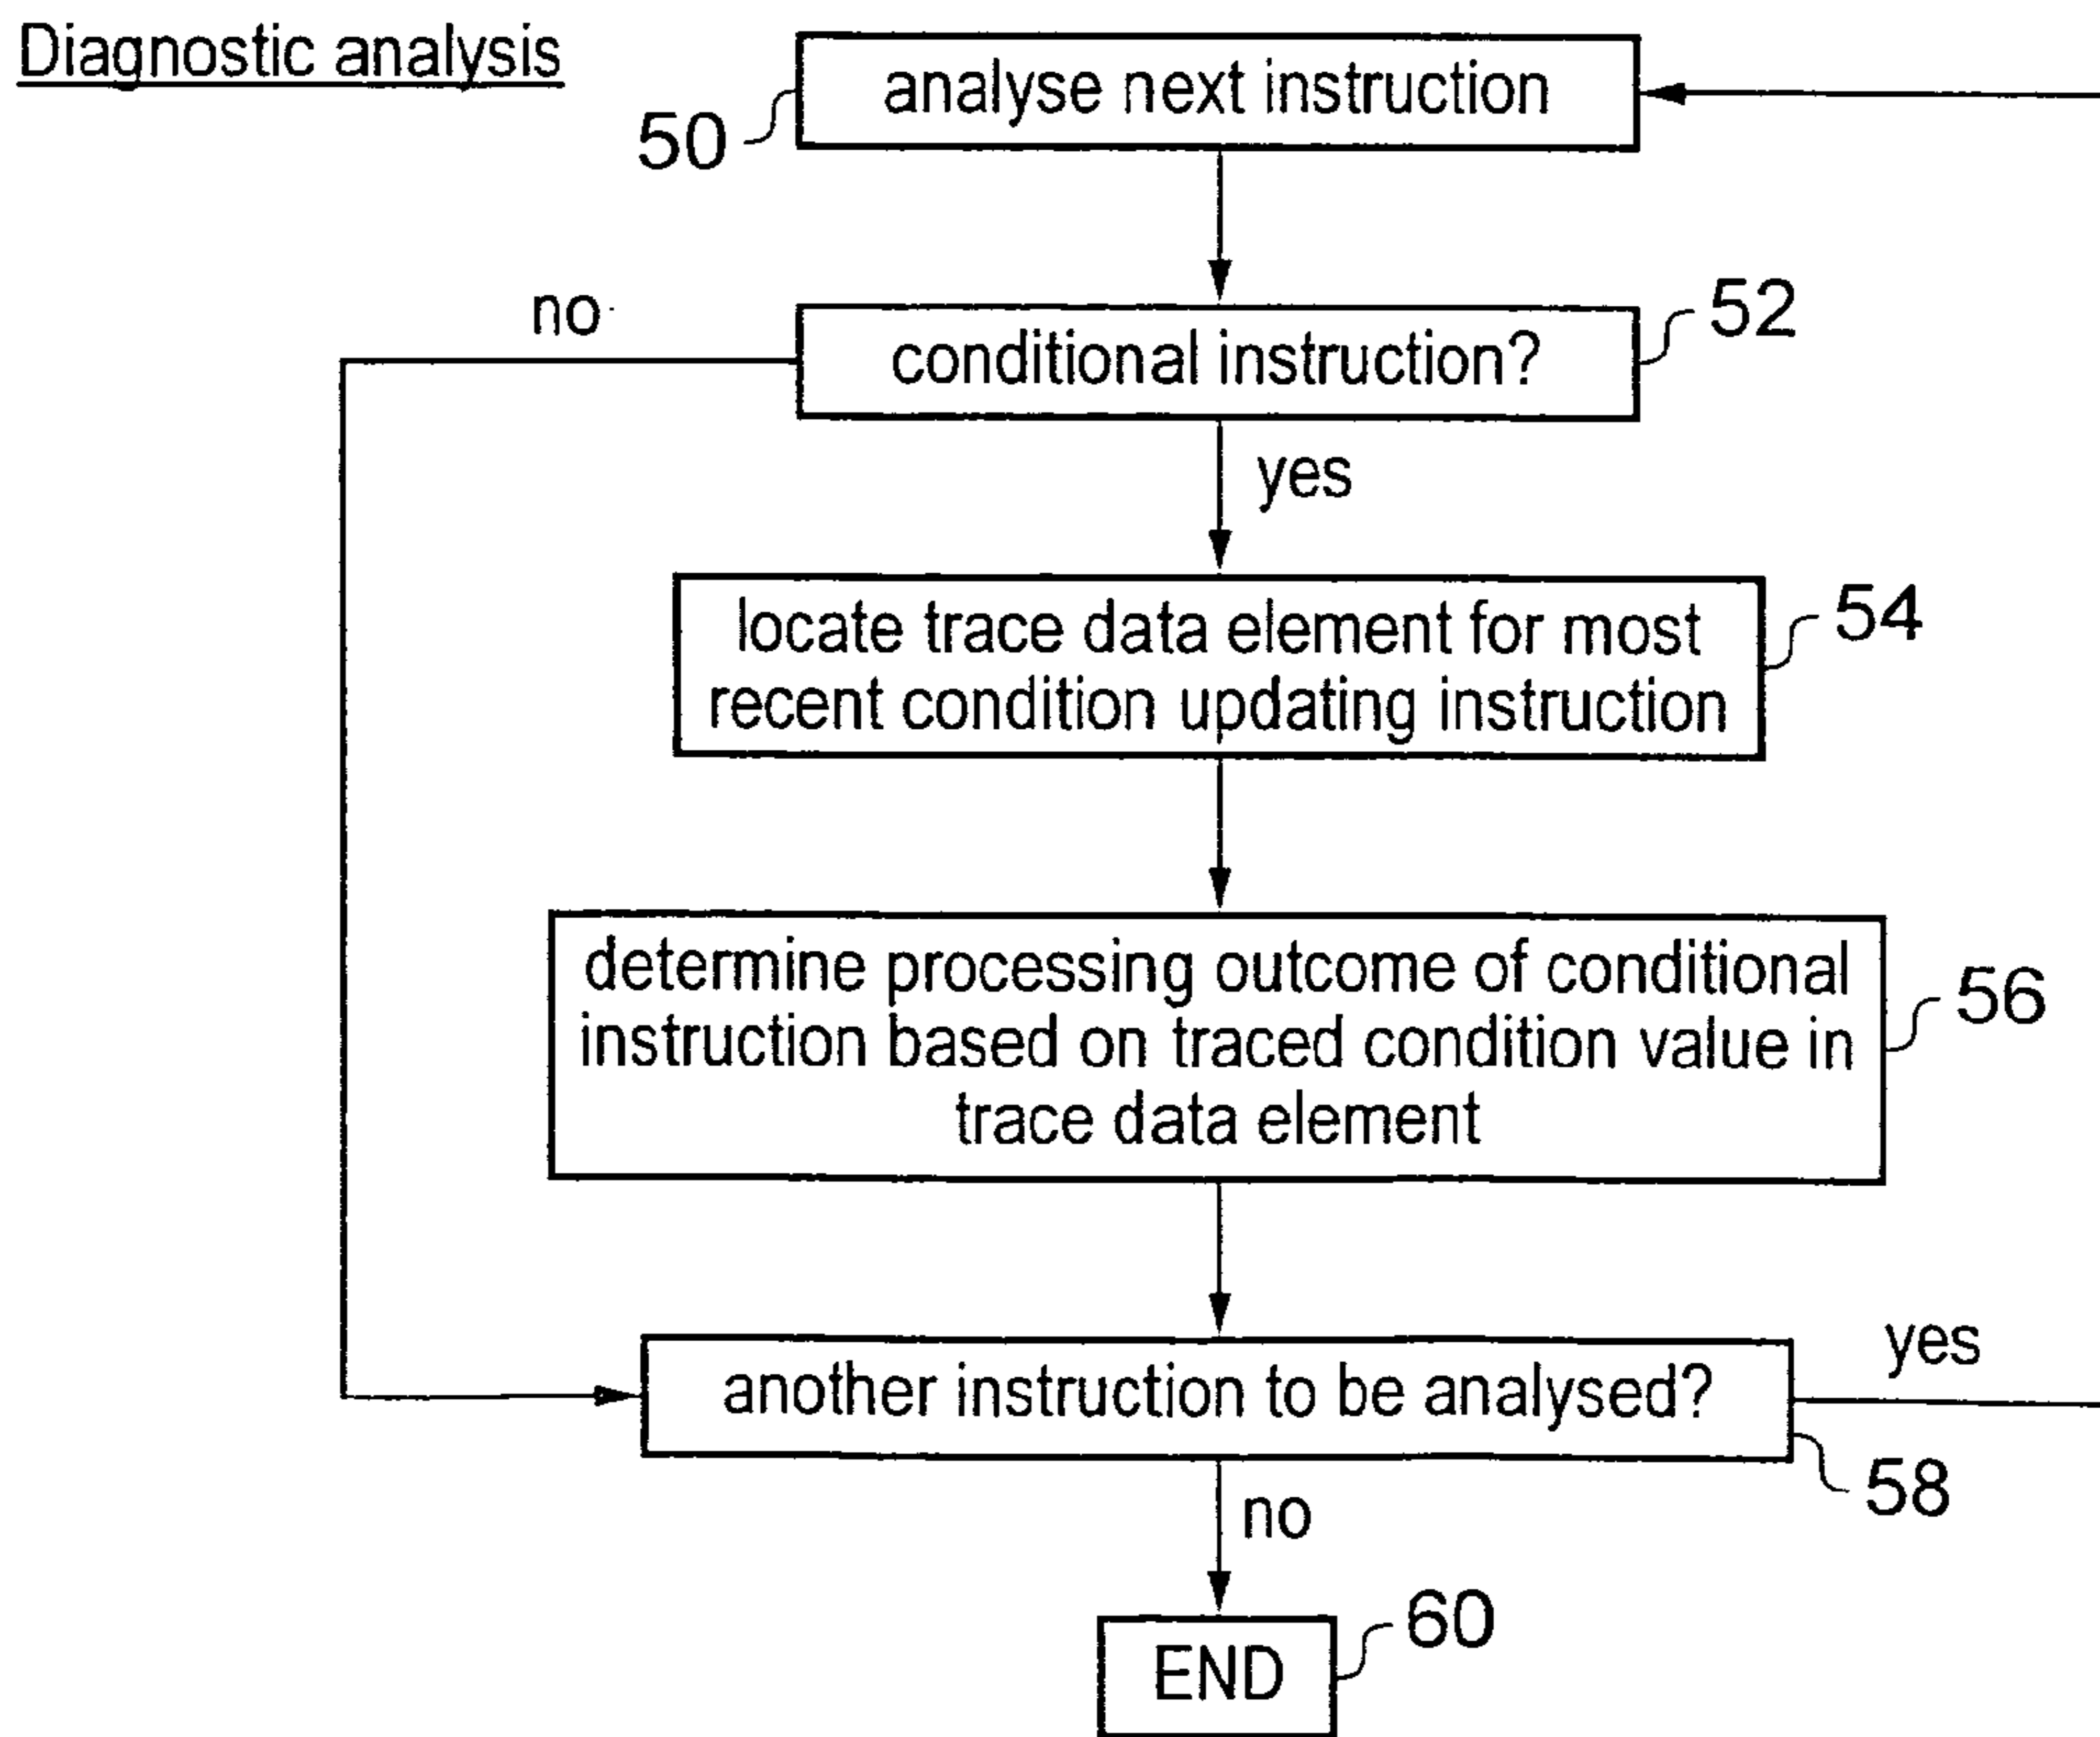 Diagnostic analysis
analyse next instruction
50
no
conditional instruction?
52
yes
locate trace data element for most
recent condition updating instruction
54
determine processing outcome of conditional
instruction based on traced condition value in
trace data element
56
another instruction to be analysed?
yes
58
no
END
60